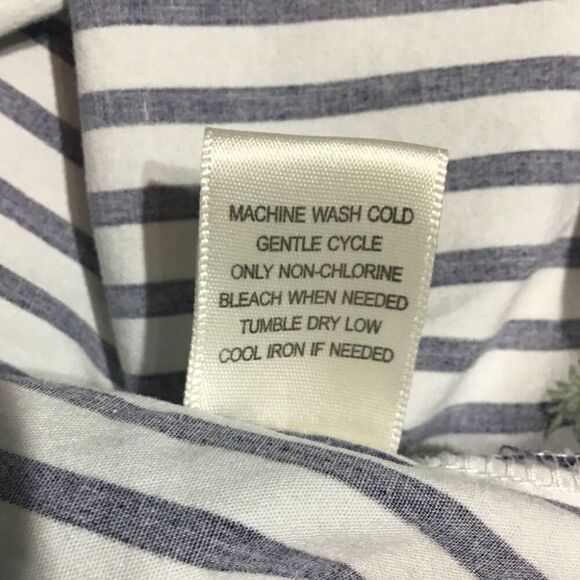 MACHINE WASH COLD
GENTLE CYCLE
ONLY NON-CHLORINE
BLEACH WHEN NEEDED
TUMBLE DRY LOW
COOL IRON IF NEEDED